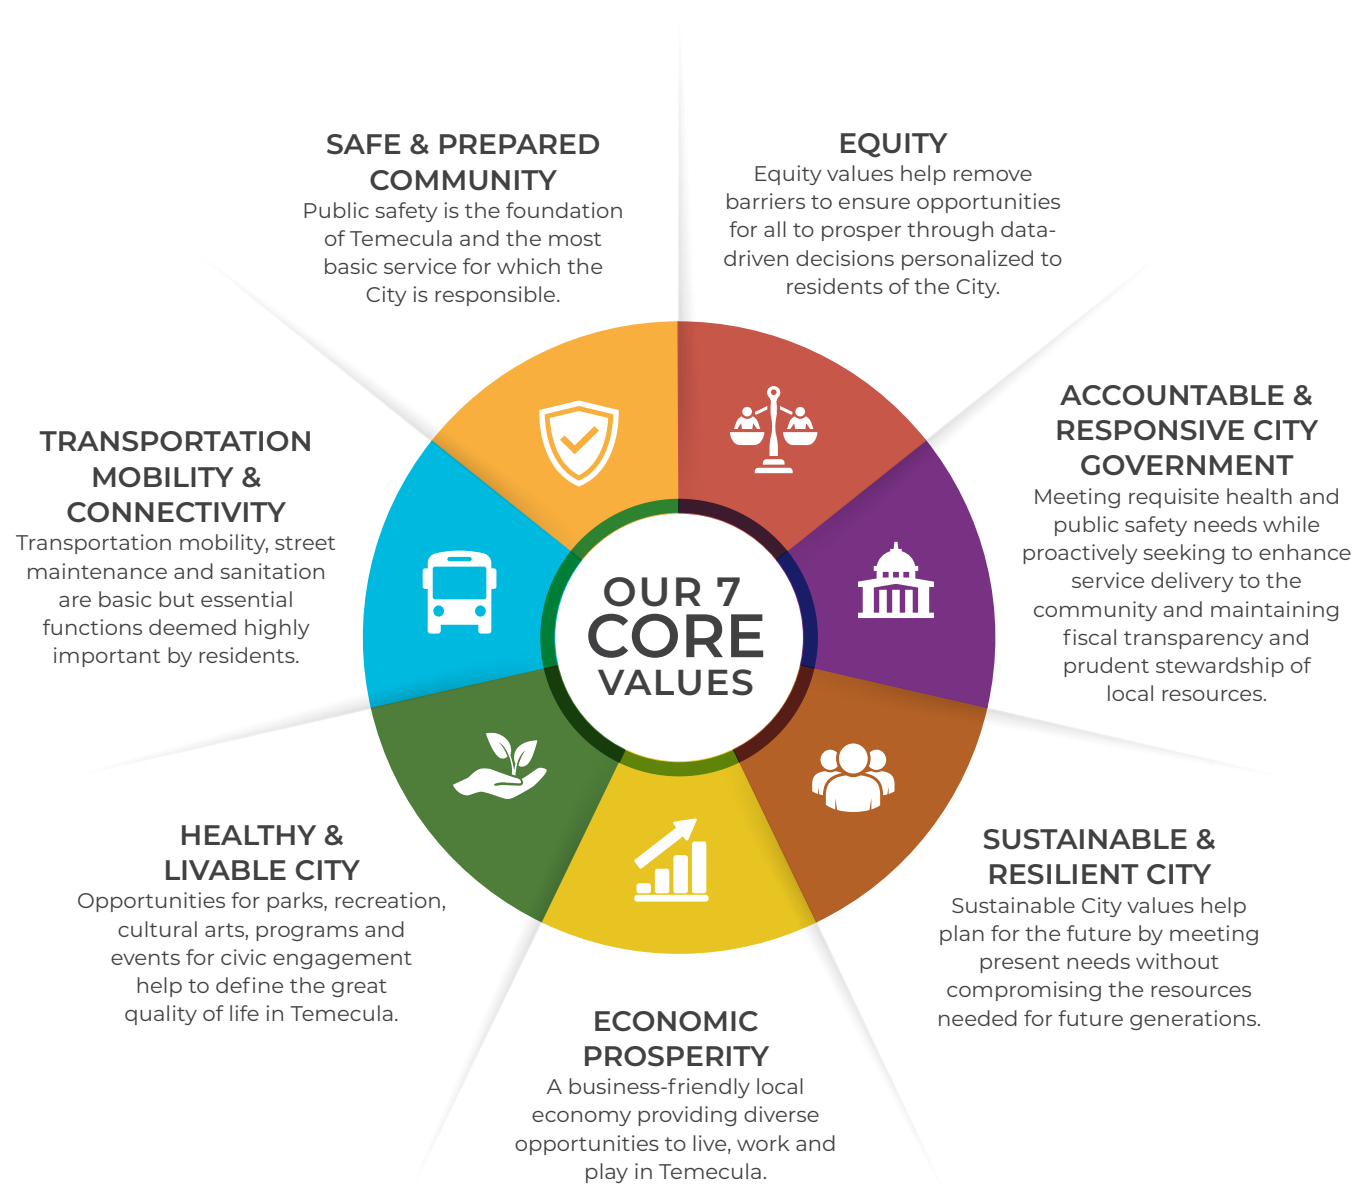 SAFE & PREPARED
COMMUNITY
Public safety is the foundation
of Temecula and the most
basic service for which the
City is responsible.
EQUITY
Equity values help remove
barriers to ensure opportunities
for all to prosper through data-
driven decisions personalized to
residents of the City.
ACCOUNTABLE &
RESPONSIVE CITY
GOVERNMENT
Meeting requisite health and
public safety needs while
proactively seeking to enhance
service delivery to the
community and maintaining
fiscal transparency and
prudent stewardship of
local resources.
TRANSPORTATION
MOBILITY &
CONNECTIVITY
Transportation mobility, street
maintenance and sanitation
are basic but essential
functions deemed highly
important by residents.
OUR 7
CORE
VALUES
HEALTHY &
LIVABLE CITY
Opportunities for parks, recreation,
cultural arts, programs and
events for civic engagement
help to define the great
quality of life in Temecula.
SUSTAINABLE &
RESILIENT CITY
Sustainable City values help
plan for the future by meeting
present needs without
compromising the resources
needed for future generations.
ECONOMIC
PROSPERITY
A business-friendly local
economy providing diverse
opportunities to live, work and
play in Temecula.